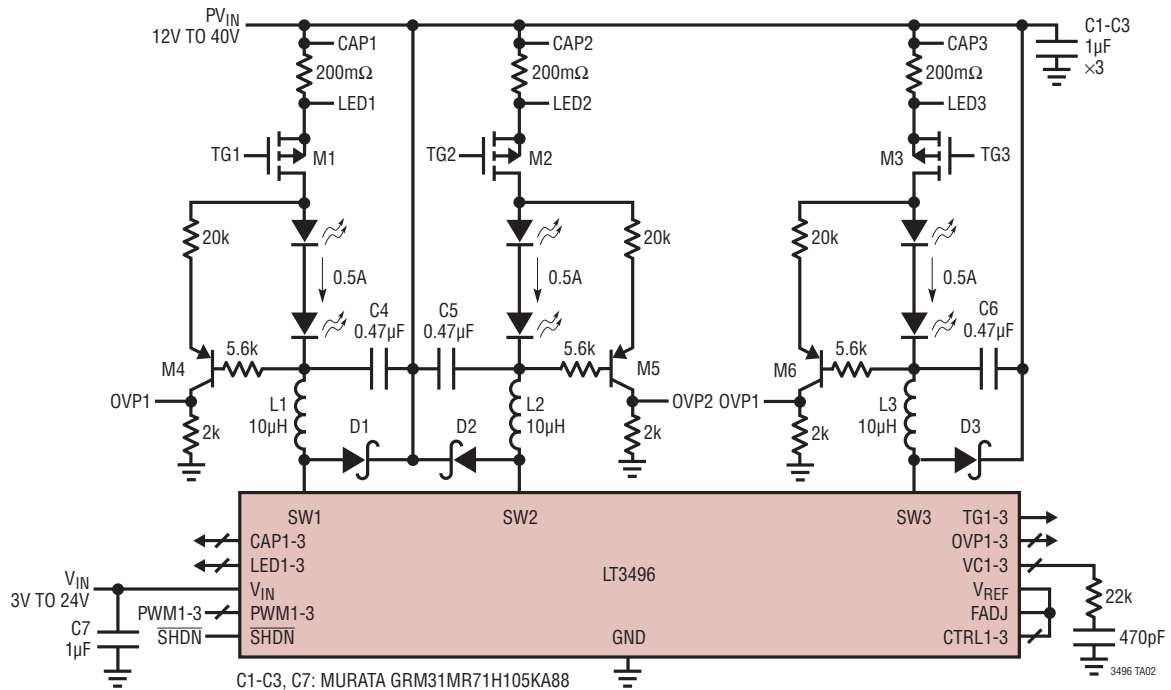 PVIN
12V TO 40V
CAP1
CAP2
CAP3
C1-C3
1µF
×3
200mΩ
200mΩ
200mΩ
LED1
LED2
LED3
TG1
M1
TG2
M2
M3
TG3
20k
20k
20k
0.5A
0.5A
0.5A
C4
0.47µF
C5
0.47µF
C6
0.47µF
M4
5.6k
5.6k
M5
M6
5.6k
OVP1
OVP2
OVP1
L1
10µH
L2
10µH
L3
10µH
D1
D2
D3
2k
2k
2k
SW1
SW2
SW3
CAP1-3
LED1-3
VIN
PWM1-3
SHDN
LT3496
GND
TG1-3
OVP1-3
VC1-3
VREF
FADJ
CTRL1-3
VIN
3V TO 24V
PWM1-3
SHDN
C7
1µF
22k
470pF
3496 TA02
C1-C3, C7: MURATA GRM31MR71H105KA88